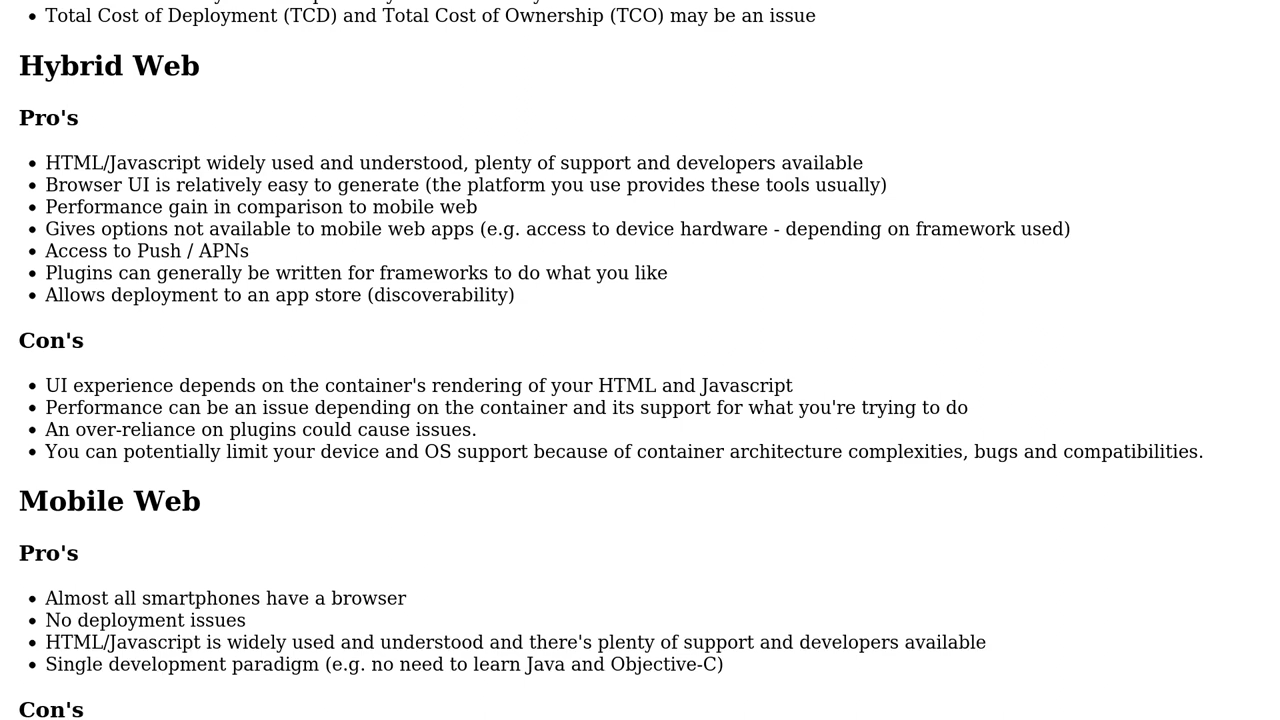 Total Cost of Deployment (TCD) and Total Cost of Ownership (TCO) may be an issue
Hybrid Web
Pro's
HTML/Javascript widely used and understood, plenty of support and developers available
Browser UI is relatively easy to generate (the platform you use provides these tools usually)
Performance gain in comparison to mobile web
Gives options not available to mobile web apps (e.g. access to device hardware - depending on framework used)
Access to Push / APNs
Plugins can generally be written for frameworks to do what you like
Allows deployment to an app store (discoverability)
Con's
UI experience depends on the container's rendering of your HTML and Javascript
Performance can be an issue depending on the container and its support for what you're trying to do
An over-reliance on plugins could cause issues.
You can potentially limit your device and OS support because of container architecture complexities, bugs and compatibilities.
Mobile Web
Pro's
Almost all smartphones have a browser
No deployment issues
HTML/Javascript is widely used and understood and there's plenty of support and developers available
Single development paradigm (e.g. no need to learn Java and Objective-C)
Con's